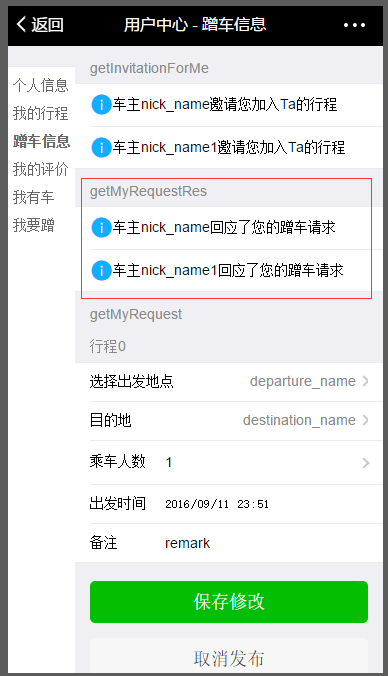 返回
用户中心 - 蹭车信息
个人信息
我的行程
蹭车信息
我的评价
我有车
我要蹭
getInvitationForMe
车主nick_name邀请您加入Ta的行程
车主nick_name1邀请您加入Ta的行程
getMyRequestRes
车主nick_name回应了您的蹭车请求
车主nick_name1回应了您的蹭车请求
getMyRequest
行程0
选择出发地点 departure_name
目的地 destination_name
乘车人数 1
出发时间 2016/09/11 23:51
备注 remark
保存修改
取消发布